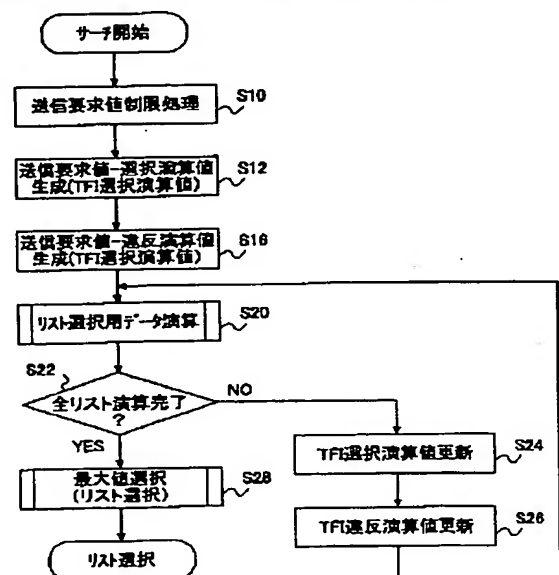 サーチ開始
送信要求値制限処理
S10
送信要求値-選択演算値
生成(TFI選択演算値)
S12
送信要求値-違反演算値
生成(TFI選択演算値)
S16
リスト選択用データ演算
S20
S22
全リスト演算完了
?
NO
YES
TFI選択演算値更新
S24
最大値選択
(リスト選択)
S28
TFI違反演算値更新
S26
リスト選択